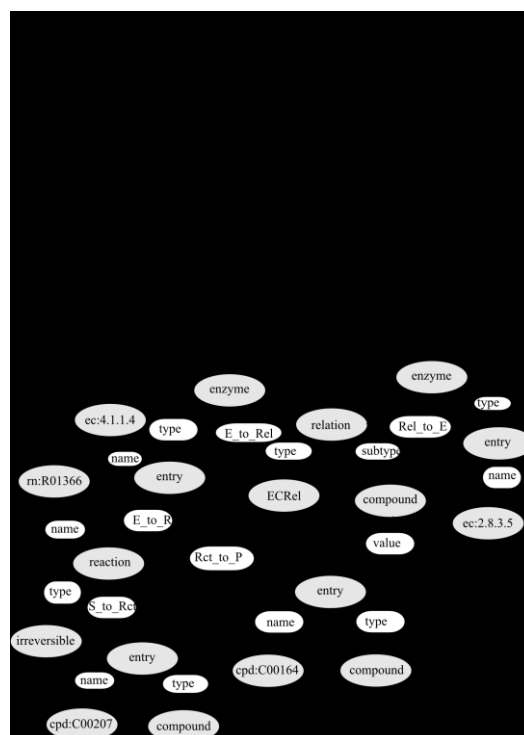 enzyme
enzyme
type
ec:4.1.1.4
type
E_to_Rel
relation
Rel_to_E
entry
name
type
subtype
rn:R01366
entry
ECRel
compound
name
ec:2.8.3.5
name
E_to_R
value
reaction
Rct_to_P
type
S_to_Rct
entry
irreversible
name
type
entry
cpd:C00164
compound
name
type
cpd:C00207
compound